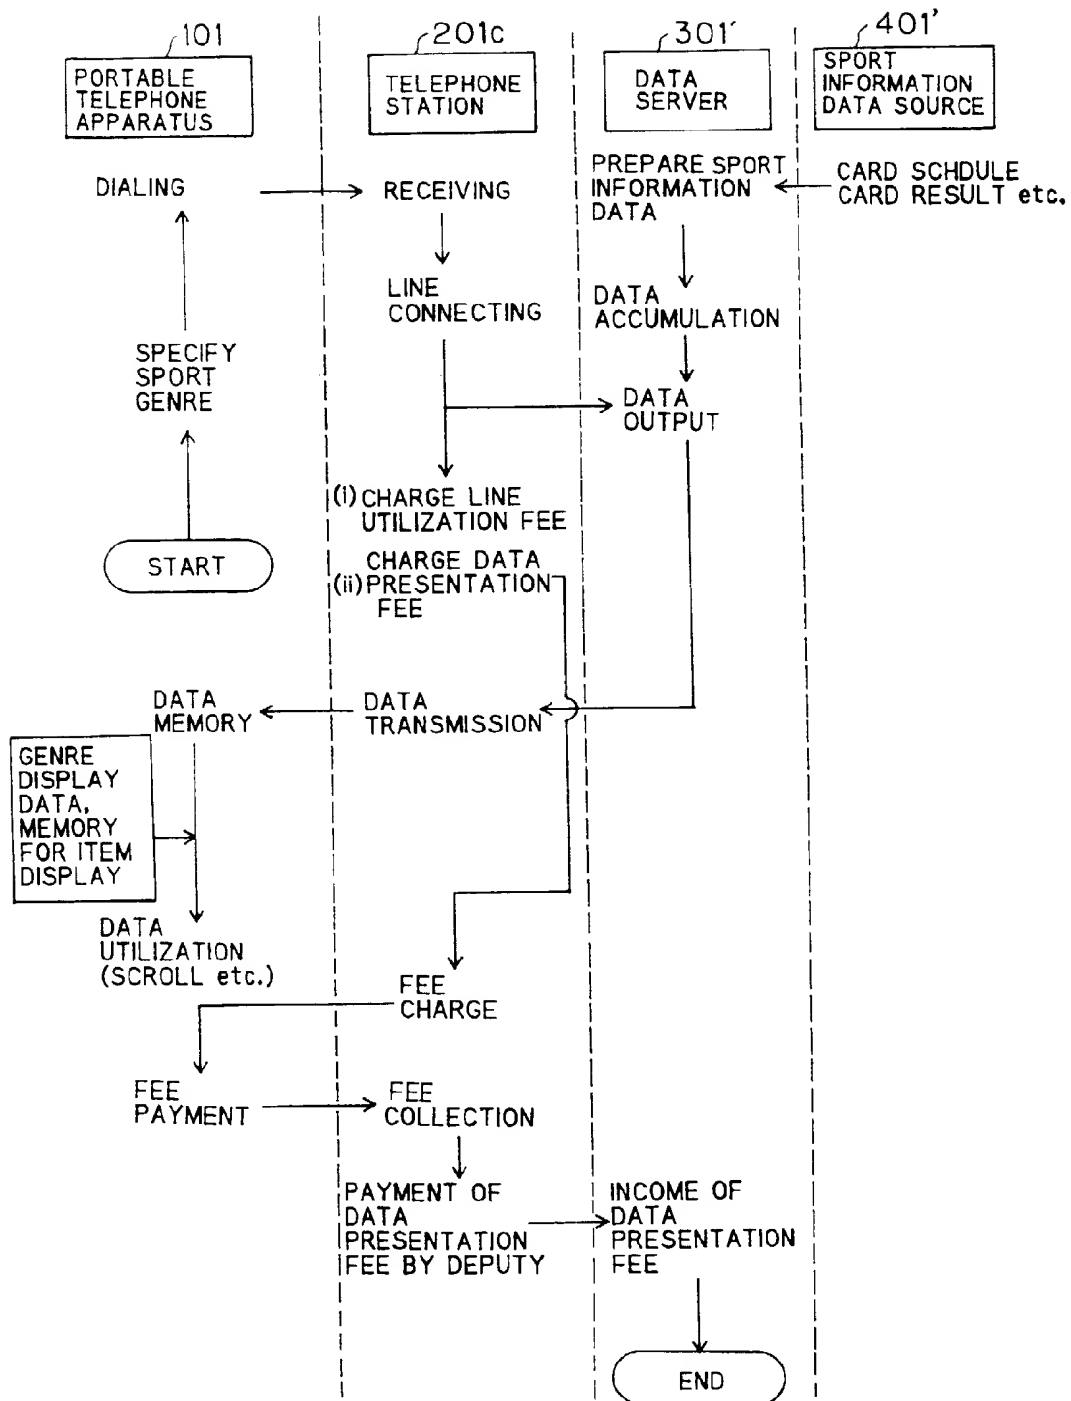 101
201c
301'
401'
PORTABLE
TELEPHONE
APPARATUS
TELEPHONE
STATION
DATA
SERVER
SPORT
INFORMATION
DATA SOURCE
DIALING
RECEIVING
PREPARE SPORT
INFORMATION
DATA
CARD SCHDULE
CARD RESULT etc.
LINE
CONNECTING
DATA
ACCUMULATION
SPECIFY
SPORT
GENRE
DATA
OUTPUT
(i) CHARGE LINE
UTILIZATION FEE
START
CHARGE DATA
(ii) PRESENTATION
FEE
DATA
MEMORY
DATA
TRANSMISSION
GENRE
DISPLAY
DATA,
MEMORY
FOR ITEM
DISPLAY
DATA
UTILIZATION
(SCROLL etc.)
FEE
CHARGE
FEE
PAYMENT
FEE
COLLECTION
PAYMENT OF
DATA
PRESENTATION
FEE BY DEPUTY
INCOME OF
DATA
PRESENTATION
FEE
END